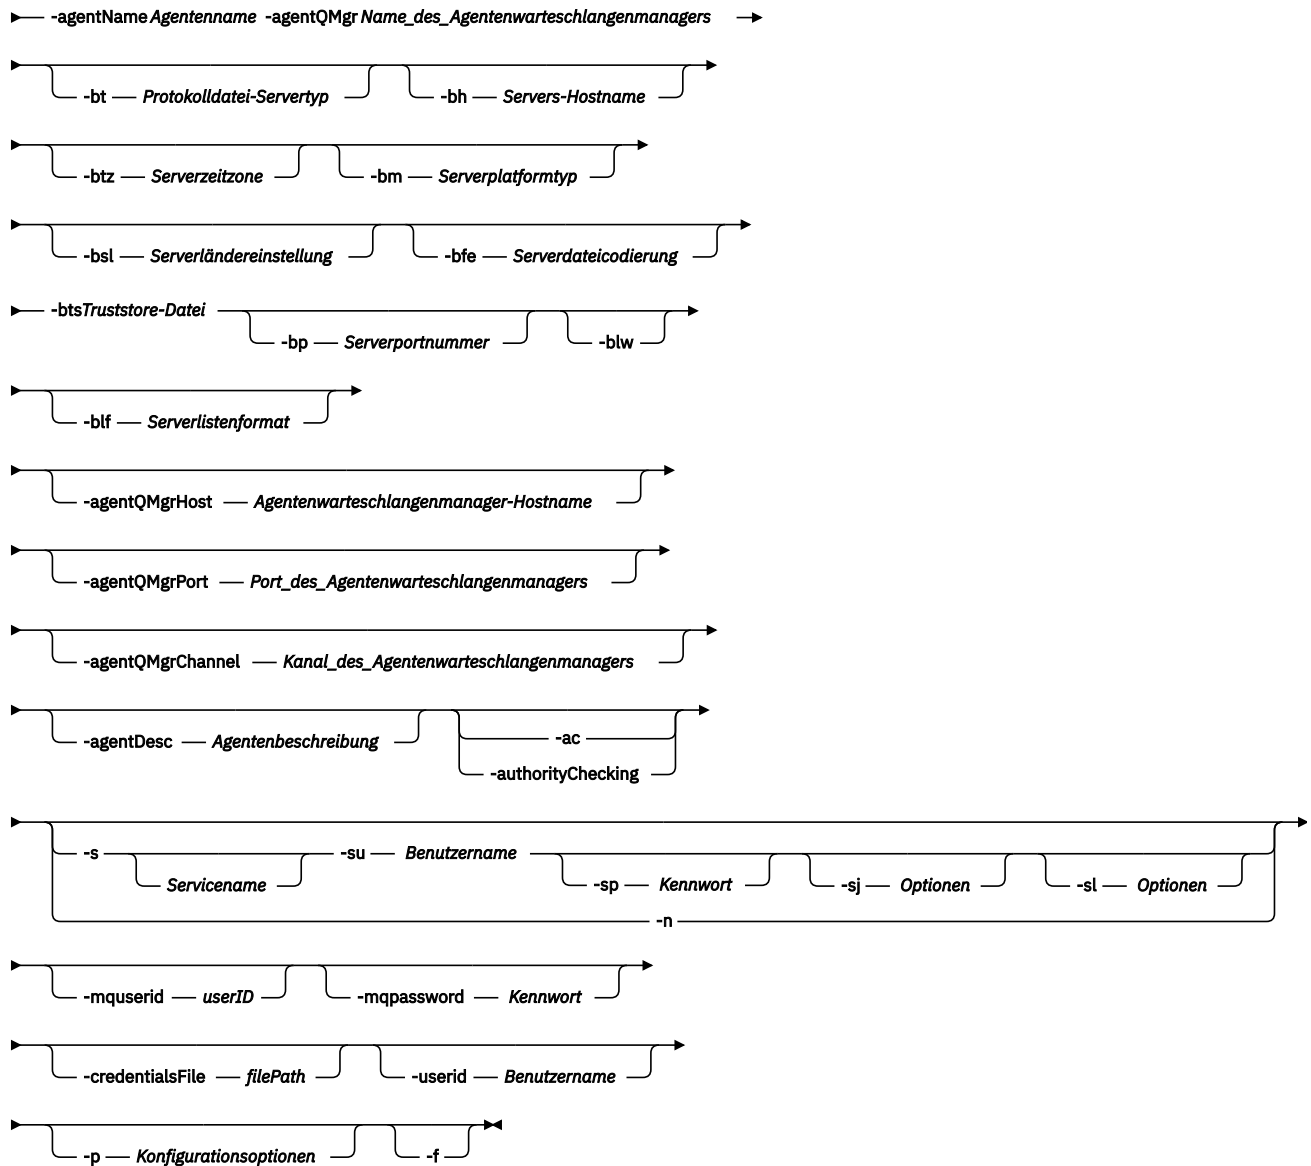 -agentName Agentenname -agentQMgr Name_des_Agentenwarteschlangenmanagers
-bt Protokolldatei-Servertyp -bh Servers-Hostname
-btz Serverzeitzone -bm Serverplatformtyp
-bsl Serverländereinstellung -bfe Serverdateicodierung
-btsTruststore-Datei -bp Serverportnummer -blw
-blf Serverlistenformat
-agentQMgrHost Agentenwarteschlangenmanager-Hostname
-agentQMgrPort Port_des_Agentenwarteschlangenmanagers
-agentQMgrChannel Kanal_des_Agentenwarteschlangenmanagers
-agentDesc Agentenbeschreibung -ac
-authorityChecking
-s Servicename -su Benutzername -sp Kennwort -sj Optionen -sl Optionen
-n
-mquserid userID -mqpassword Kennwort
-credentialsFile filePath -userid Benutzername
-p Konfigurationsoptionen -f